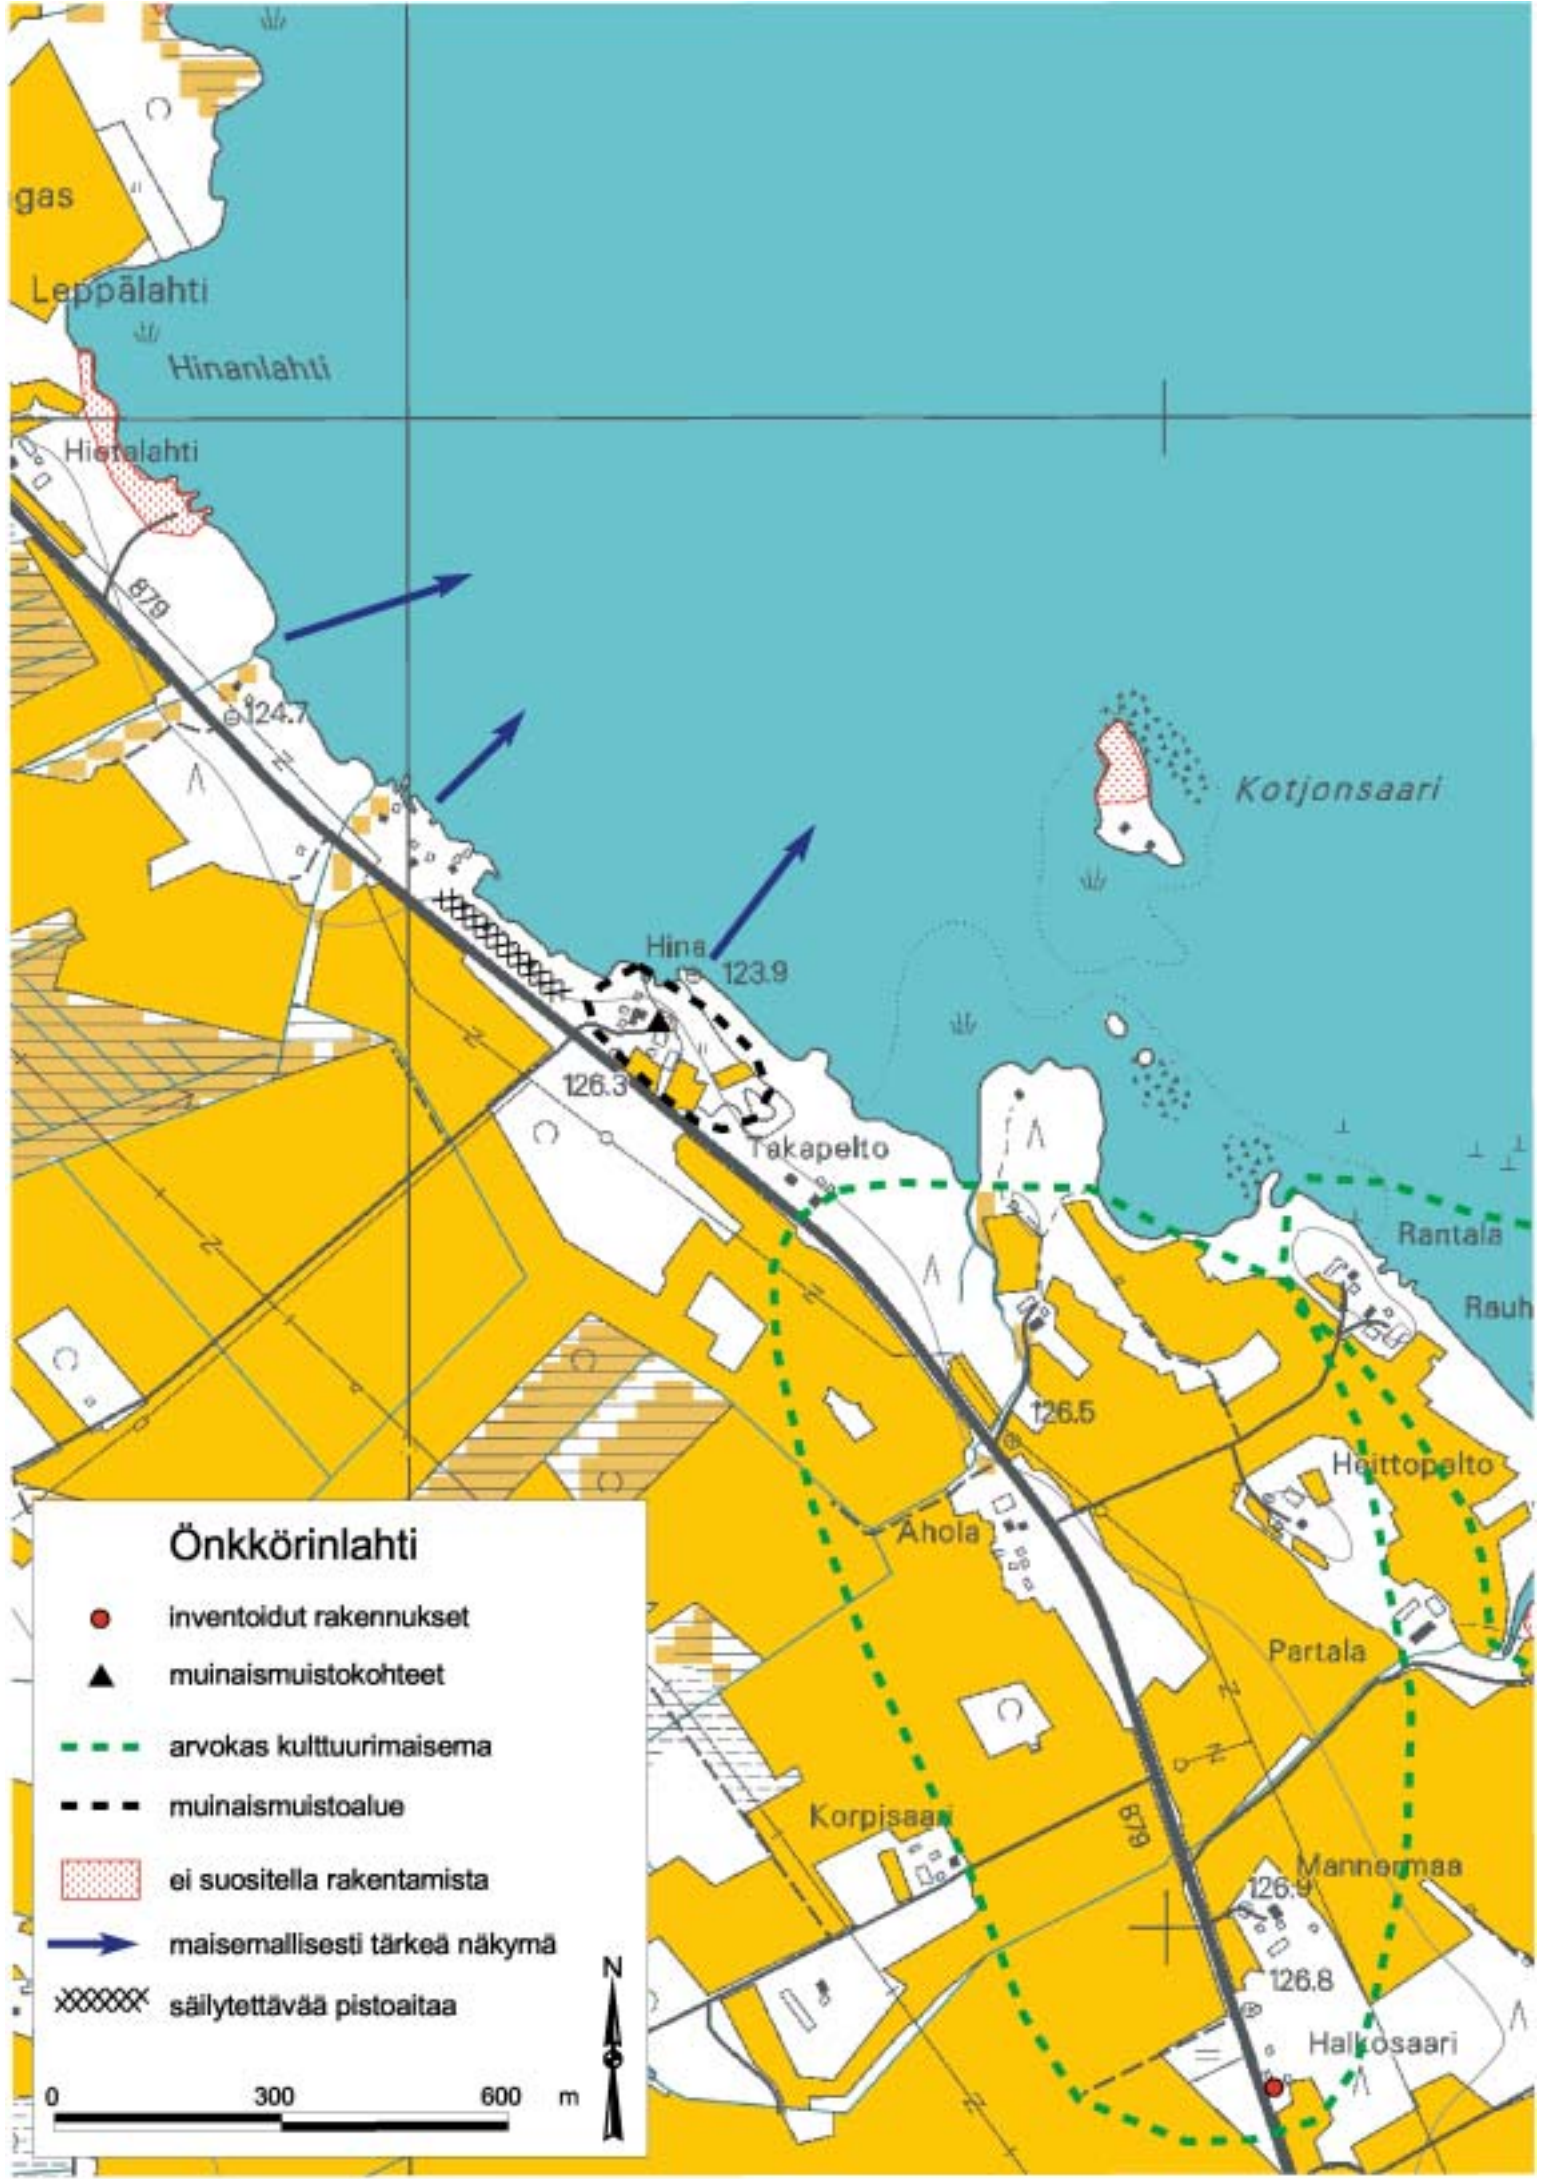 gas
Leppälahti
Hinanlahti
Hietalahti
879
124.7
Kotjonsaari
Hina
123.9
126.3
Takapelto
Rantala
Rauh
126.5
Heittopelto
Ahola
Partala
Korpisaari
879
Mannermaa
126.9
126.8
Halkosaari
Önkkörinlahti
inventoidut rakennukset
muinaismuistokohteet
arvokas kulttuurimaisema
muinaismuistoalue
ei suositella rakentamista
maisemallisesti tärkeä näkymä
säilytettävää pistoaitaa
N
0 300 600 m